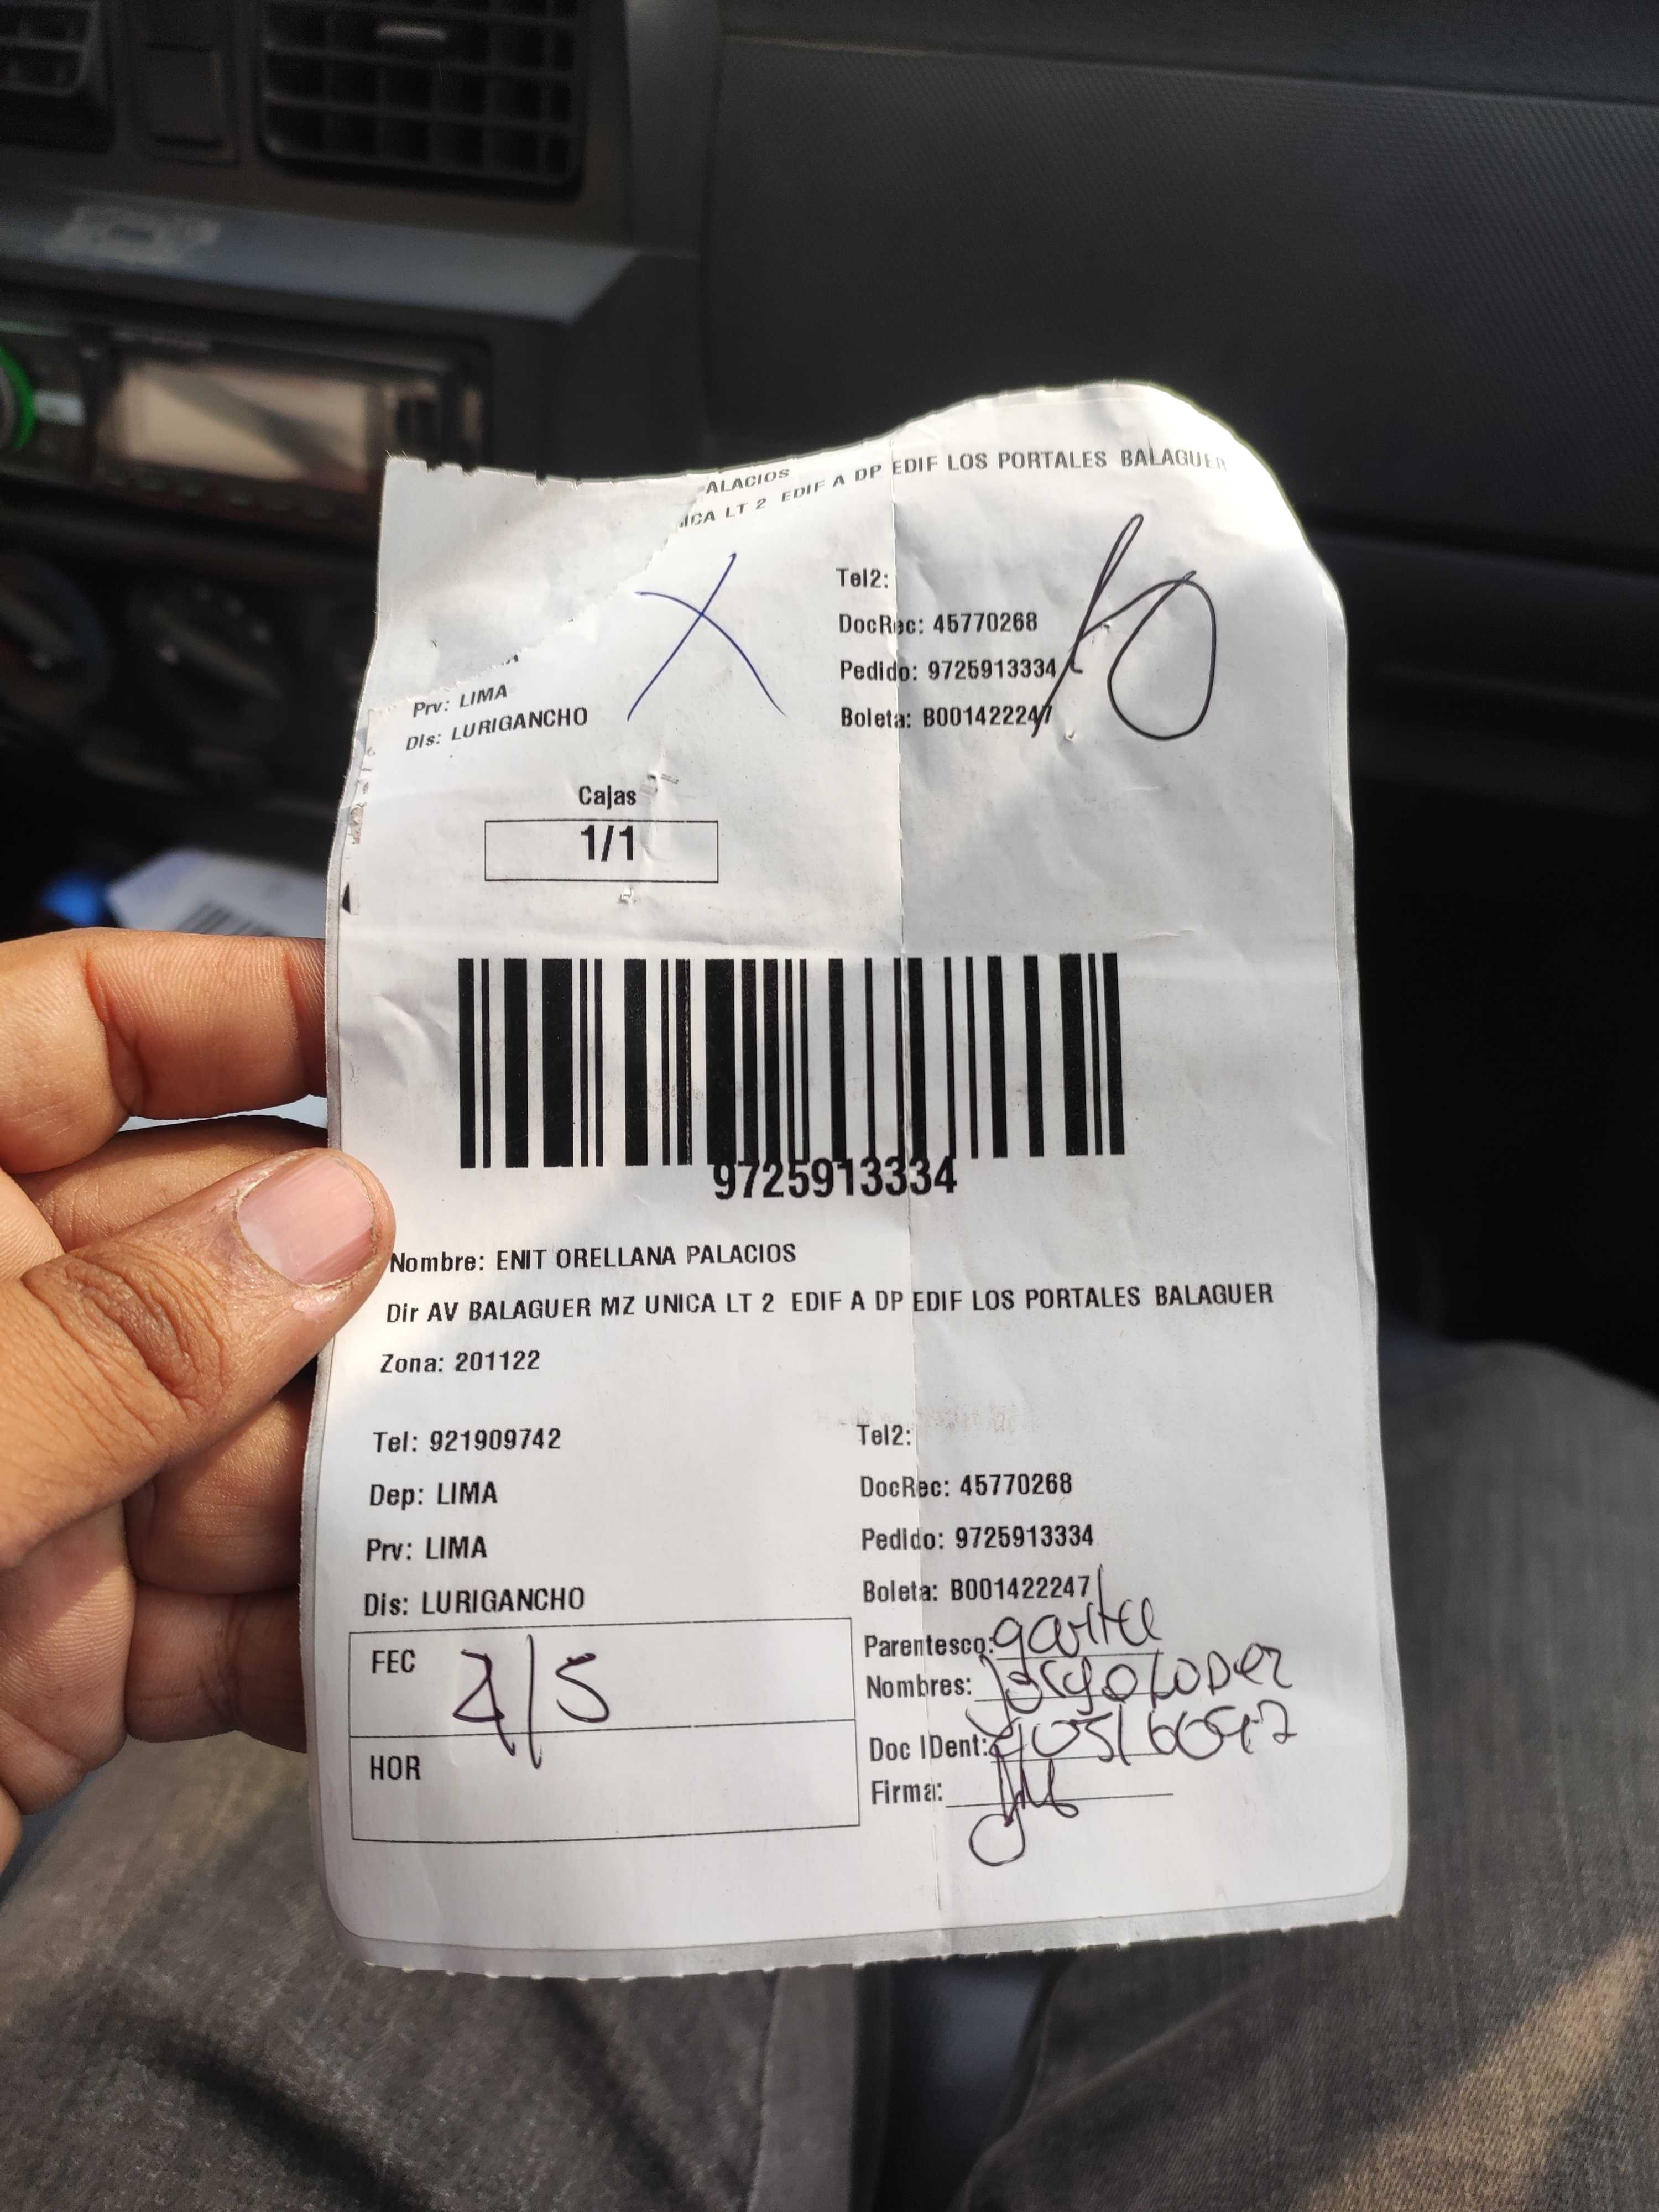 ALACIOS
ICA LT 2 EDIF A DP EDIF LOS PORTALES BALAGUER
Tel2:
DocRec: 45770268
Prv: LIMA
Pedido: 9725913334
Dis: LURIGANCHO
Boleta: B001422247
Cajas
1/1
9725913334
Nombre: ENIT ORELLANA PALACIOS
Dir AV BALAGUER MZ UNICA LT 2 EDIF A DP EDIF LOS PORTALES BALAGUER
Zona: 201122
Tel: 921909742
Tel2:
Dep: LIMA
DocRec: 45770268
Prv: LIMA
Pedido: 9725913334
Dis: LURIGANCHO
Boleta: B001422247
FEC 2/5
Parentesco:
Nombres:
HOR
Doc IDent:
Firma: